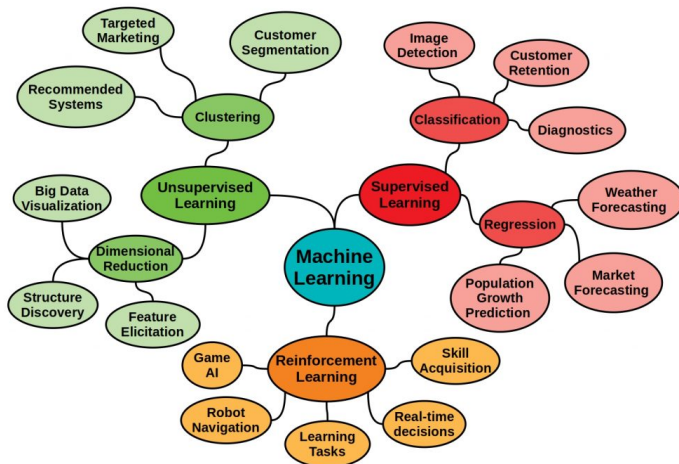 Targeted
Marketing
Customer
Segmentation
Recommended
Systems
Clustering
Image
Detection
Customer
Retention
Classification
Diagnostics
Big Data
Visualization
Unsupervised
Learning
Supervised
Learning
Weather
Forecasting
Regression
Dimensional
Reduction
Machine
Learning
Structure
Discovery
Feature
Elicitation
Population
Growth
Prediction
Market
Forecasting
Game
AI
Reinforcement
Learning
Skill
Acquisition
Robot
Navigation
Learning
Tasks
Real-time
decisions